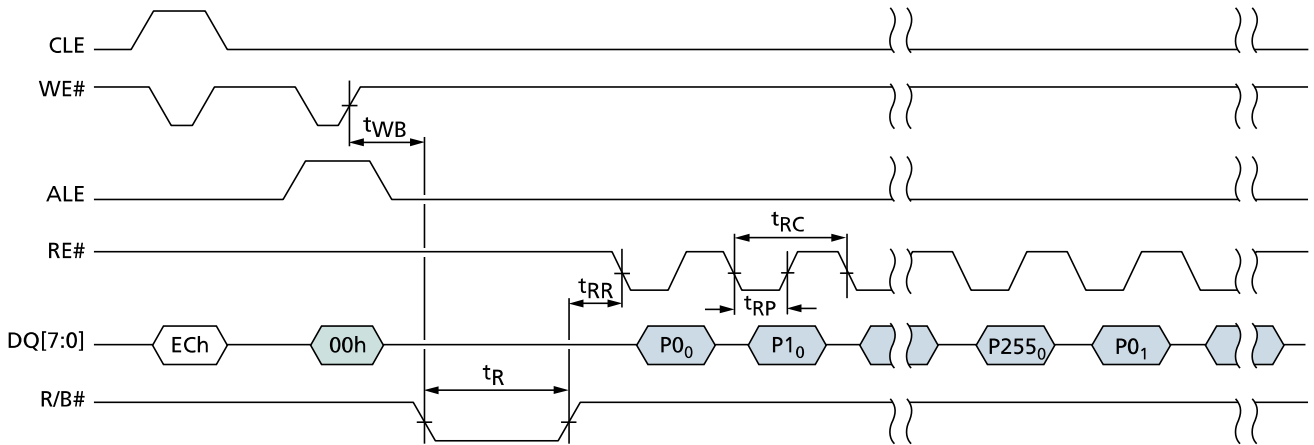 CLE
WE#
tWB
ALE
tRC
RE#
tRR
tRP
DQ[7:0]
ECh
00h
P0₀
P1₀
P255₀
P0₁
tR
R/B#